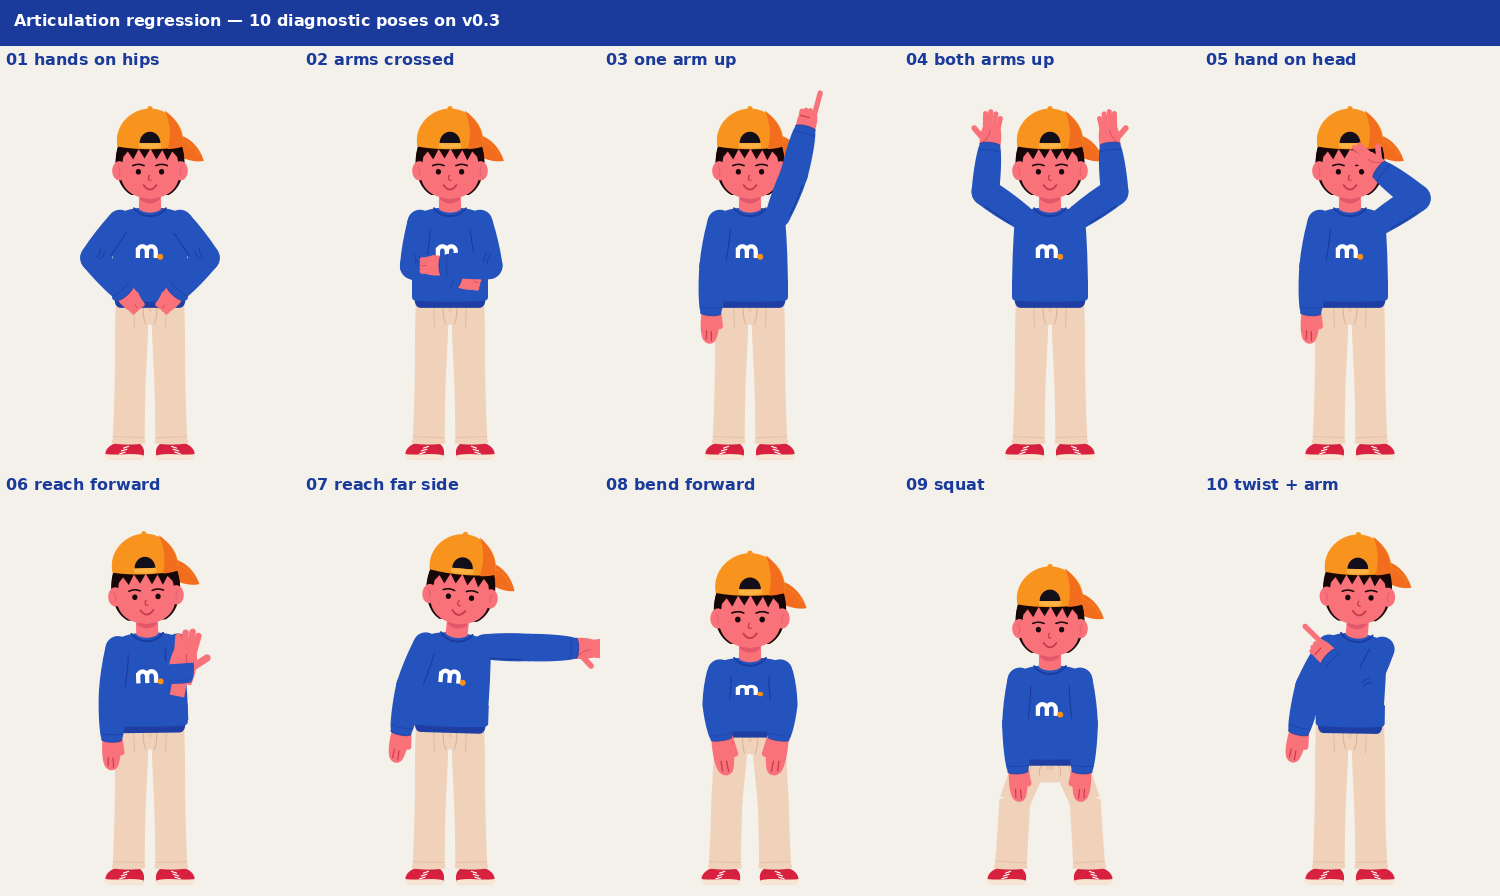 Articulation regression — 10 diagnostic poses on v0.3
01 hands on hips
02 arms crossed
03 one arm up
04 both arms up
05 hand on head
m.
m.
m.
m.
m.
06 reach forward
07 reach far side
08 bend forward
09 squat
10 twist + arm
m.
m.
m.
m.